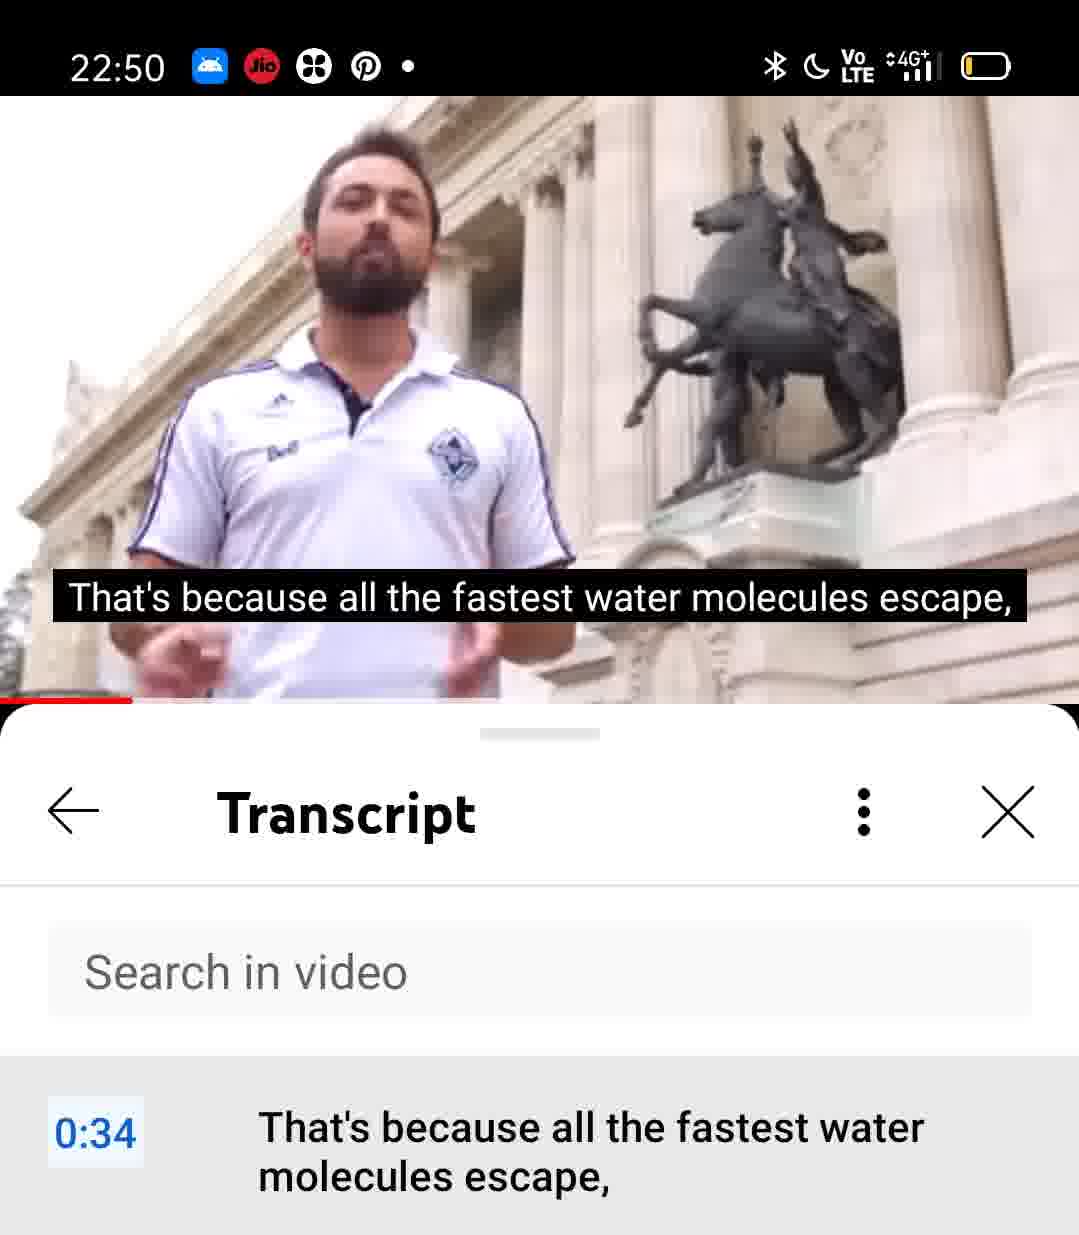 22:50
Jio
Vo
LTE
4G+
Bell
That's because all the fastest water molecules escape,
Transcript
Search in video
0:34
That's because all the fastest water
molecules escape,